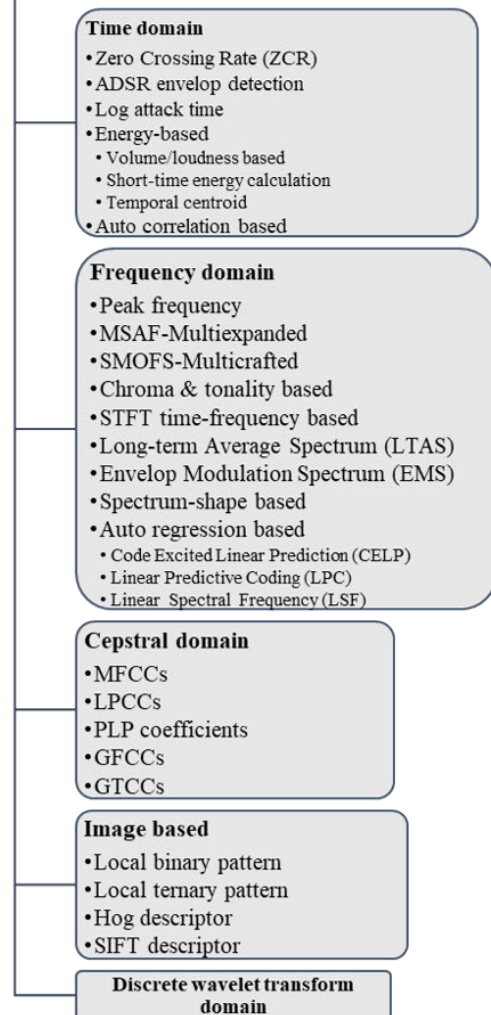 Time domain
•Zero Crossing Rate (ZCR)
•ADSR envelop detection
•Log attack time
•Energy-based
•Volume/loudness based
•Short-time energy calculation
•Temporal centroid
•Auto correlation based
Frequency domain
•Peak frequency
•MSAF-Multiexpanded
•SMOFS-Multicrafted
•Chroma & tonality based
•STFT time-frequency based
•Long-term Average Spectrum (LTAS)
•Envelop Modulation Spectrum (EMS)
•Spectrum-shape based
•Auto regression based
•Code Excited Linear Prediction (CELP)
•Linear Predictive Coding (LPC)
•Linear Spectral Frequency (LSF)
Cepstral domain
•MFCCs
•LPCCs
•PLP coefficients
•GFCCs
•GTCCs
Image based
•Local binary pattern
•Local ternary pattern
•Hog descriptor
•SIFT descriptor
Discrete wavelet transform
domain